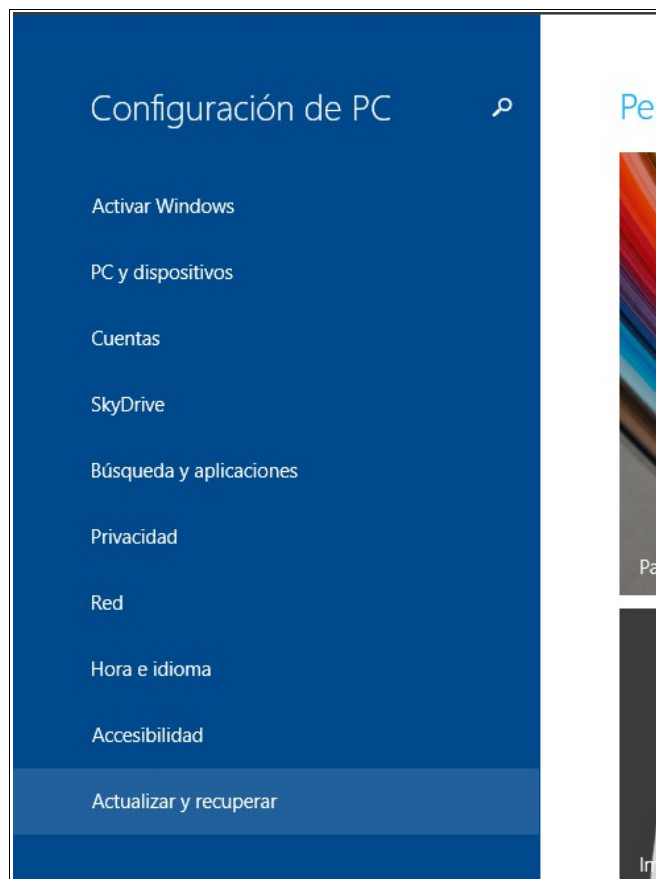 Configuración de PC
Activar Windows
PC y dispositivos
Cuentas
SkyDrive
Búsqueda y aplicaciones
Privacidad
Red
Hora e idioma
Accesibilidad
Actualizar y recuperar
Pe
Pa